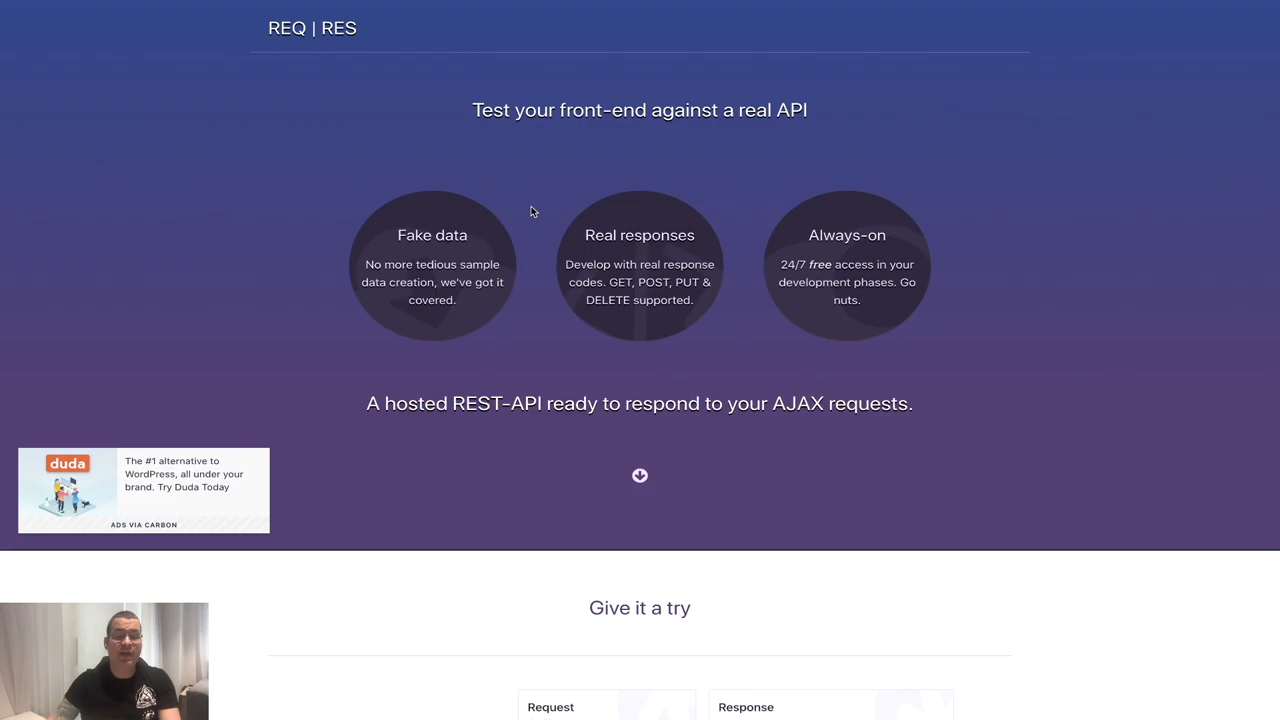 REQ | RES
Test your front-end against a real API
Fake data
No more tedious sample
data creation, we've got it
covered.
Real responses
Develop with real response
codes. GET, POST, PUT &
DELETE supported.
Always-on
24/7 free access in your
development phases. Go
nuts.
A hosted REST-API ready to respond to your AJAX requests.
duda
The #1 alternative to
WordPress, all under your
brand. Try Duda Today
ADS VIA CARBON
Give it a try
Request
Response